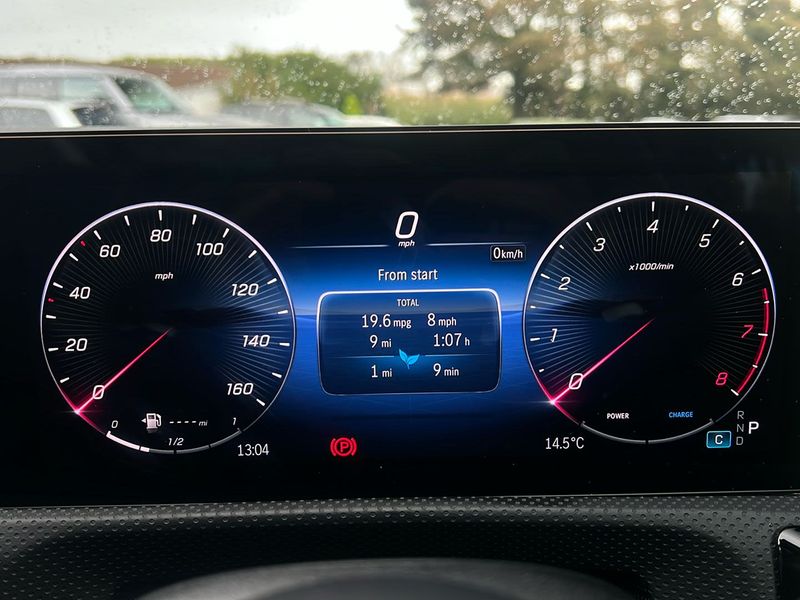 0
mph
0km/h
From start
TOTAL
19.6 mpg 8 mph
9 mi 1:07 h
1 mi 9 min
0
20
40
60
80
100
120
140
160
mph
0 1/2 1
----mi
13:04
P
0
1
2
3
4
5
6
7
8
x1000/min
POWER CHARGE
14.5°C
C
R
N
D
P